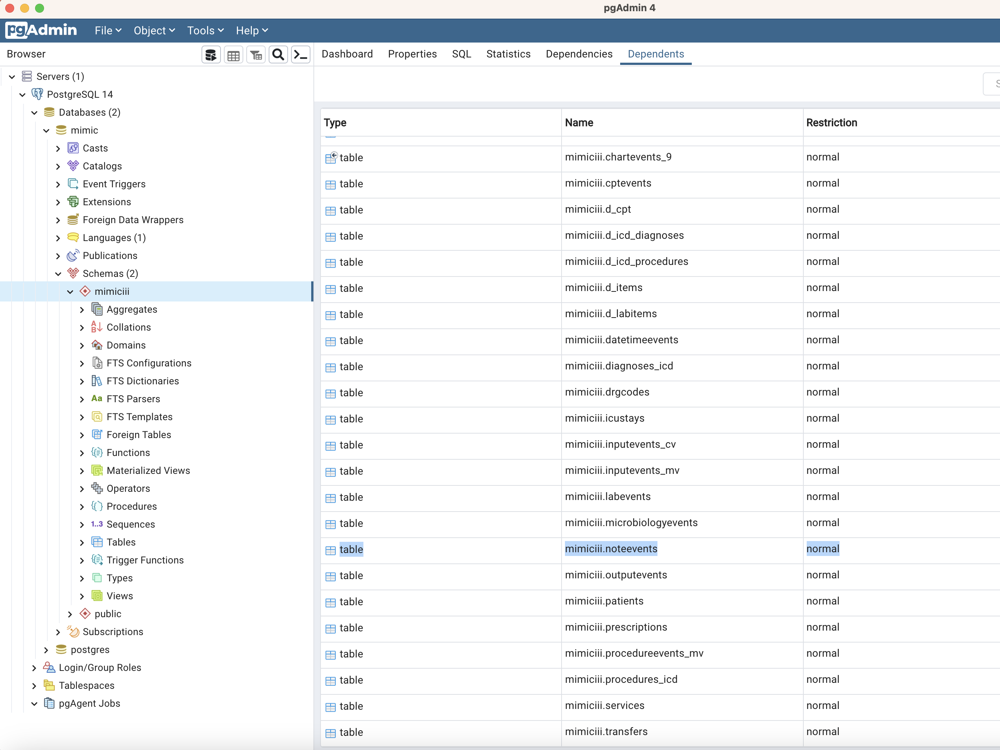 pgAdmin 4
pgAdmin File Object Tools Help
Browser
Dashboard Properties SQL Statistics Dependencies Dependents
Servers (1)
PostgreSQL 14
Databases (2)
mimic
Casts
Catalogs
Event Triggers
Extensions
Foreign Data Wrappers
Languages (1)
Publications
Schemas (2)
mimiciii
Aggregates
Collations
Domains
FTS Configurations
FTS Dictionaries
Aa FTS Parsers
FTS Templates
Foreign Tables
Functions
Materialized Views
Operators
Procedures
1..3 Sequences
Tables
Trigger Functions
Types
Views
public
Subscriptions
postgres
Login/Group Roles
Tablespaces
pgAgent Jobs
Type Name Restriction
table mimiciii.chartevents_9 normal
table mimiciii.cptevents normal
table mimiciii.d_cpt normal
table mimiciii.d_icd_diagnoses normal
table mimiciii.d_icd_procedures normal
table mimiciii.d_items normal
table mimiciii.d_labitems normal
table mimiciii.datetimeevents normal
table mimiciii.diagnoses_icd normal
table mimiciii.drgcodes normal
table mimiciii.icustays normal
table mimiciii.inputevents_cv normal
table mimiciii.inputevents_mv normal
table mimiciii.labevents normal
table mimiciii.microbiologyevents normal
table mimiciii.noteevents normal
table mimiciii.outputevents normal
table mimiciii.patients normal
table mimiciii.prescriptions normal
table mimiciii.procedureevents_mv normal
table mimiciii.procedures_icd normal
table mimiciii.services normal
table mimiciii.transfers normal